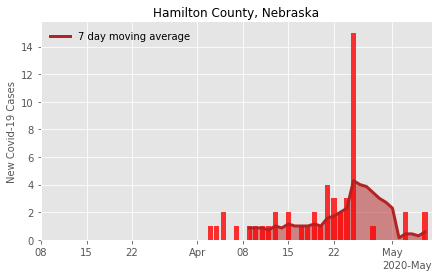 Hamilton County, Nebraska
7 day moving average
New Covid-19 Cases
14
12
10
8
6
4
2
0
08 15 22 Apr 08 15 22 May
2020-May